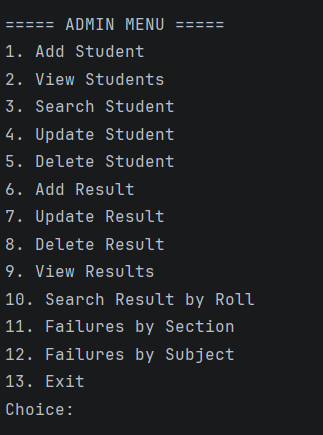 ===== ADMIN MENU =====
1. Add Student
2. View Students
3. Search Student
4. Update Student
5. Delete Student
6. Add Result
7. Update Result
8. Delete Result
9. View Results
10. Search Result by Roll
11. Failures by Section
12. Failures by Subject
13. Exit
Choice: